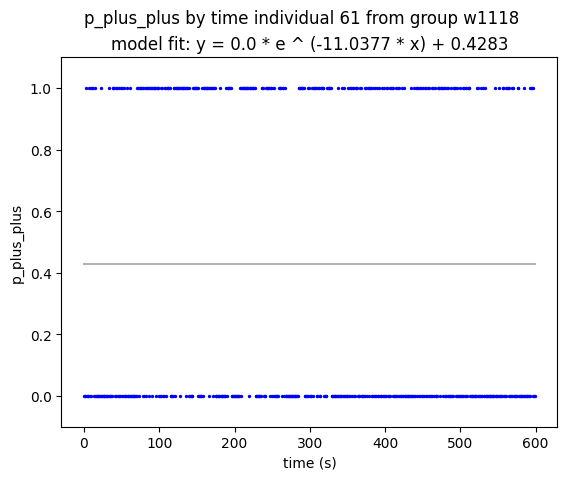 p_plus_plus by time individual 61 from group w1118
model fit: y = 0.0 * e ^ (-11.0377 * x) + 0.4283
1.0
0.8
0.6
0.4
0.2
0.0
p_plus_plus
0 100 200 300 400 500 600
time (s)